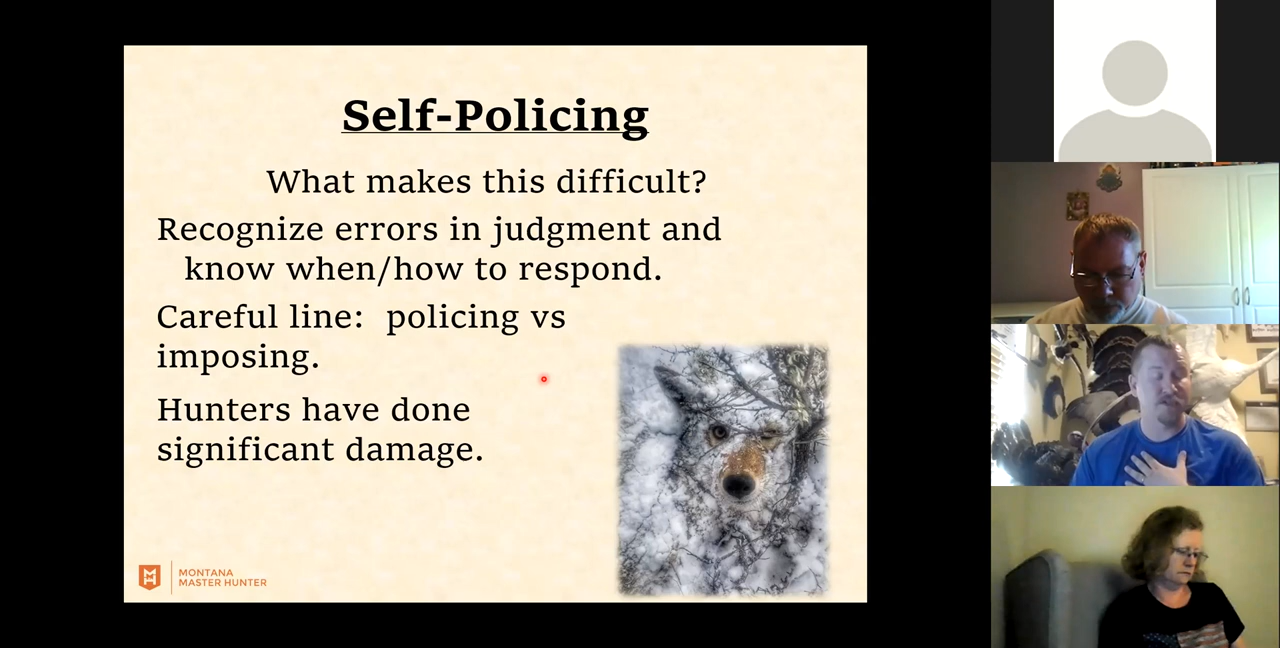 Self-Policing
What makes this difficult?
Recognize errors in judgment and
know when/how to respond.
Careful line:  policing vs
imposing.
Hunters have done
significant damage.
MONTANA
MASTER HUNTER